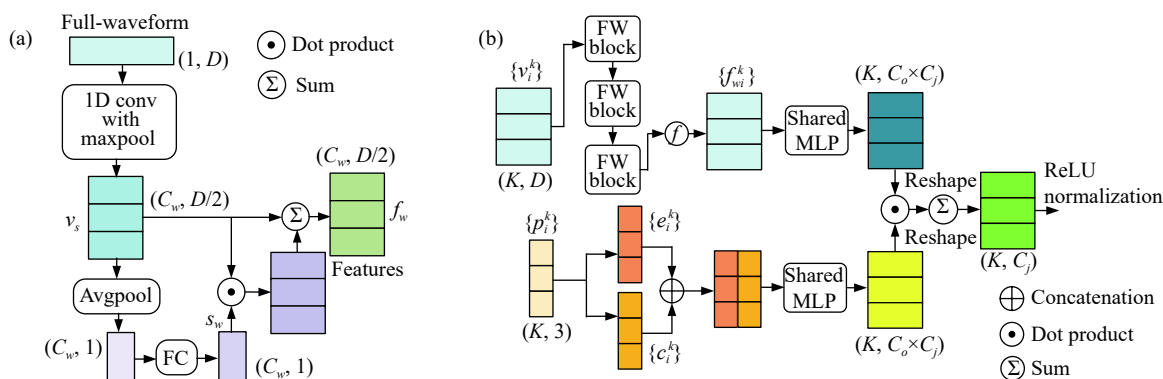 (a)
Full-waveform
(1, D)
Dot product
Σ
Sum
1D conv
with
maxpool
(C_w, D/2)
(C_w, D/2)
v_s
Σ
f_w
Features
Avgpool
s_w
(C_w, 1)
FC
(C_w, 1)
(b)
FW
block
{v_i^k}
FW
block
(K, D)
FW
block
f
{f_{wi}^k}
Shared
MLP
(K, C_o×C_j)
Reshape
Σ
Reshape
ReLU
normalization
(K, C_j)
{p_i^k}
(K, 3)
{e_i^k}
{c_i^k}
Shared
MLP
(K, C_o×C_j)
Concatenation
Dot product
Σ
Sum